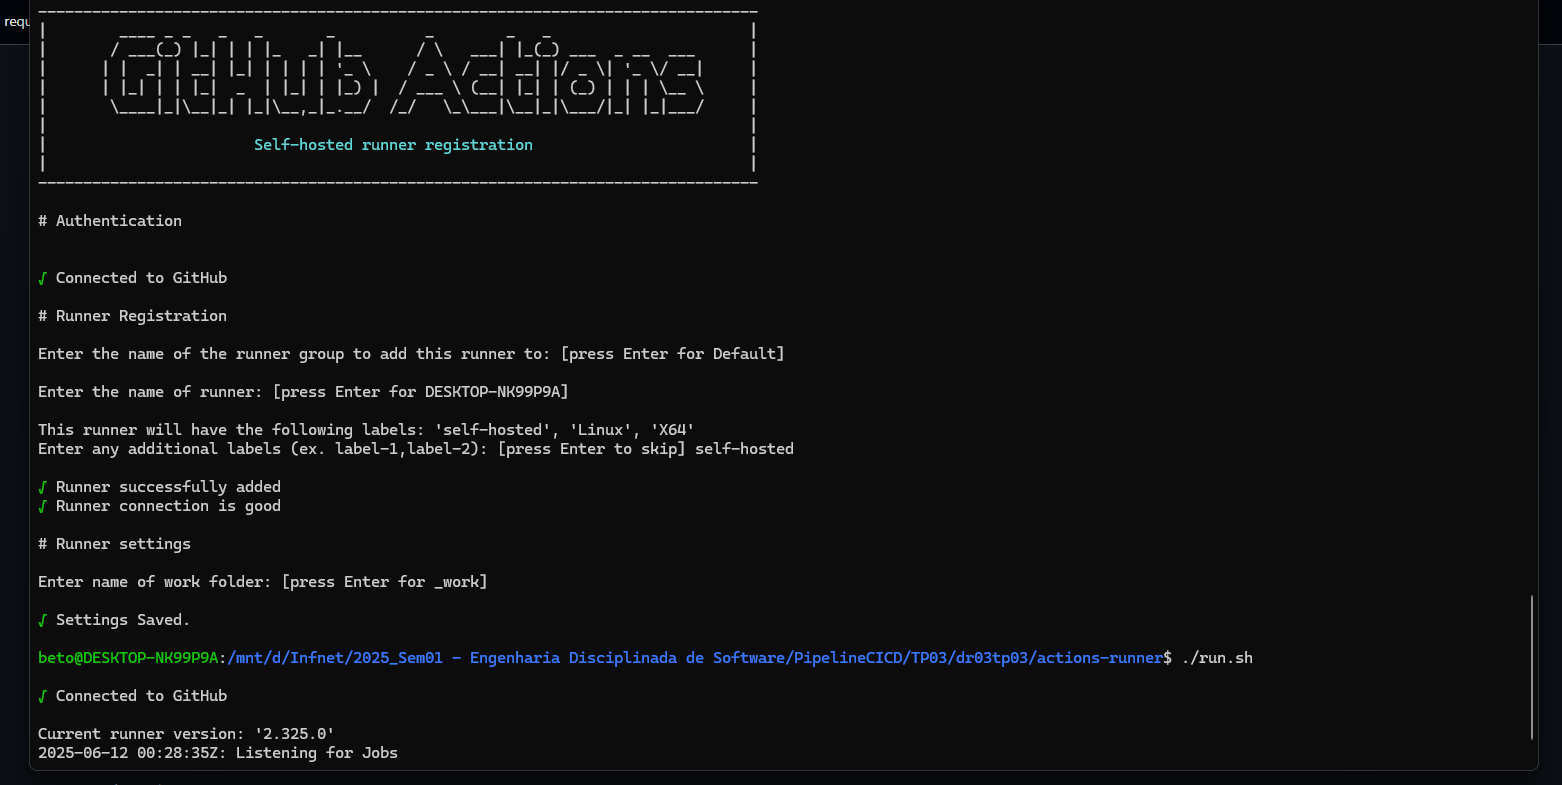 requ
GitHub Actions
Self-hosted runner registration
# Authentication
√ Connected to GitHub
# Runner Registration
Enter the name of the runner group to add this runner to: [press Enter for Default]
Enter the name of runner: [press Enter for DESKTOP-NK99P9A]
This runner will have the following labels: 'self-hosted', 'Linux', 'X64'
Enter any additional labels (ex. label-1,label-2): [press Enter to skip] self-hosted
√ Runner successfully added
√ Runner connection is good
# Runner settings
Enter name of work folder: [press Enter for _work]
√ Settings Saved.
beto@DESKTOP-NK99P9A:/mnt/d/Infnet/2025_Sem01 - Engenharia Disciplinada de Software/PipelineCICD/TP03/dr03tp03/actions-runner$ ./run.sh
√ Connected to GitHub
Current runner version: '2.325.0'
2025-06-12 00:28:35Z: Listening for Jobs